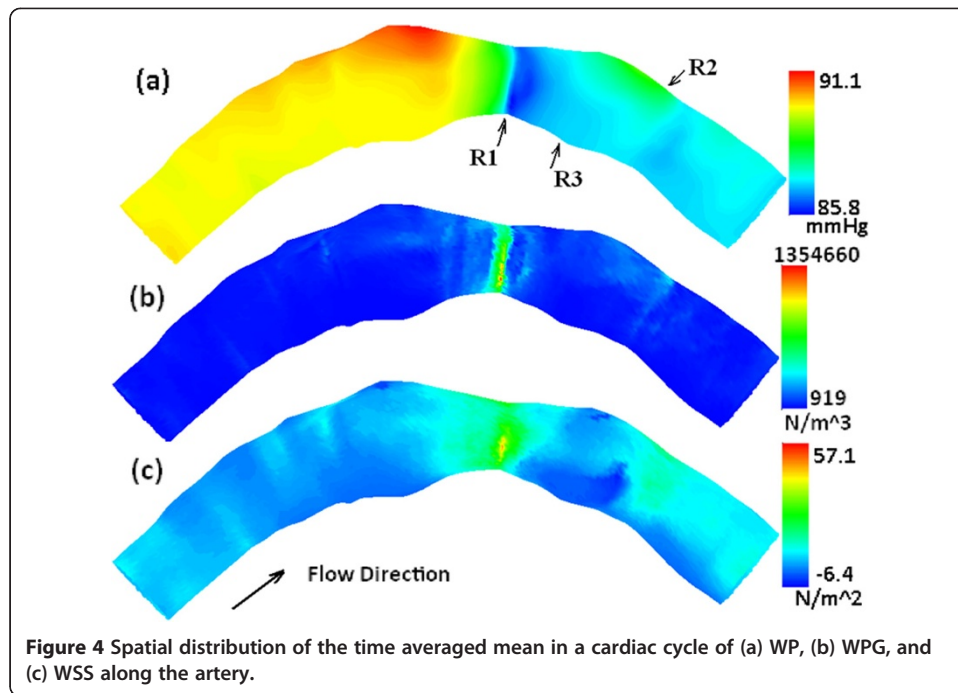 (a)
R2
R1
R3
91.1
85.8
mmHg
(b)
1354660
919
N/m^3
(c)
57.1
-6.4
N/m^2
Flow Direction
Figure 4 Spatial distribution of the time averaged mean in a cardiac cycle of (a) WP, (b) WPG, and
(c) WSS along the artery.